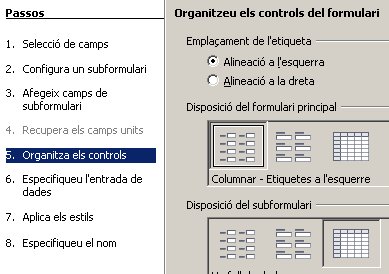 Passos
1. Selecció de camps
2. Configura un subformulari
3. Afegeix camps de
subformulari
4. Recupera els camps units
5. Organitza els controls
6. Especifiqueu l'entrada de
dades
7. Aplica els estils
8. Especifiqueu el nom
Organitzeu els controls del formulari
Emplaçament de l'etiqueta
Alineació a l'esquerra
Alineació a la dreta
Disposició del formulari principal
Columnar - Etiquetes a l'esquerre
Disposició del subformulari